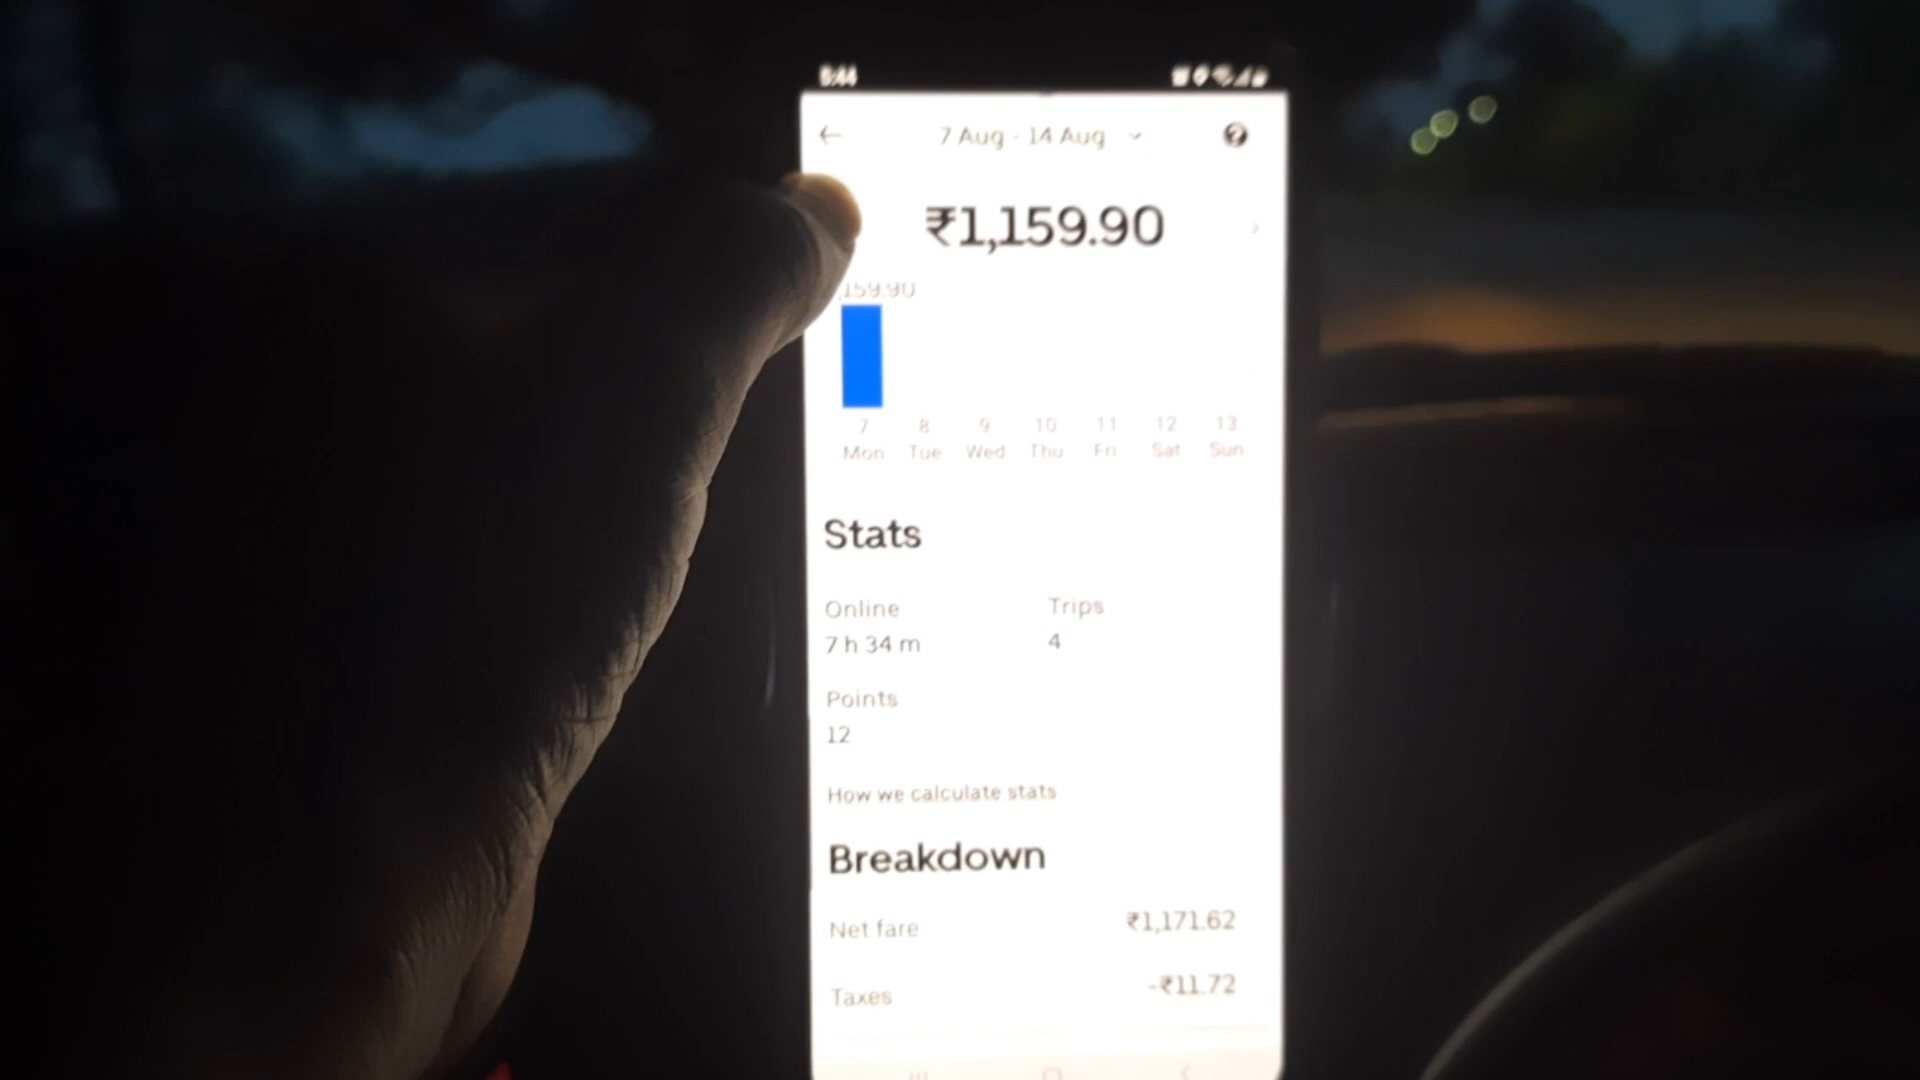 5:44
7 Aug - 14 Aug
₹1,159.90
,159.90
7 8 9 10 11 12 13
Mon Tue Wed Thu Fri Sat Sun
Stats
Online Trips
7 h 34 m 4
Points
12
How we calculate stats
Breakdown
Net fare ₹1,171.62
Taxes -₹11.72